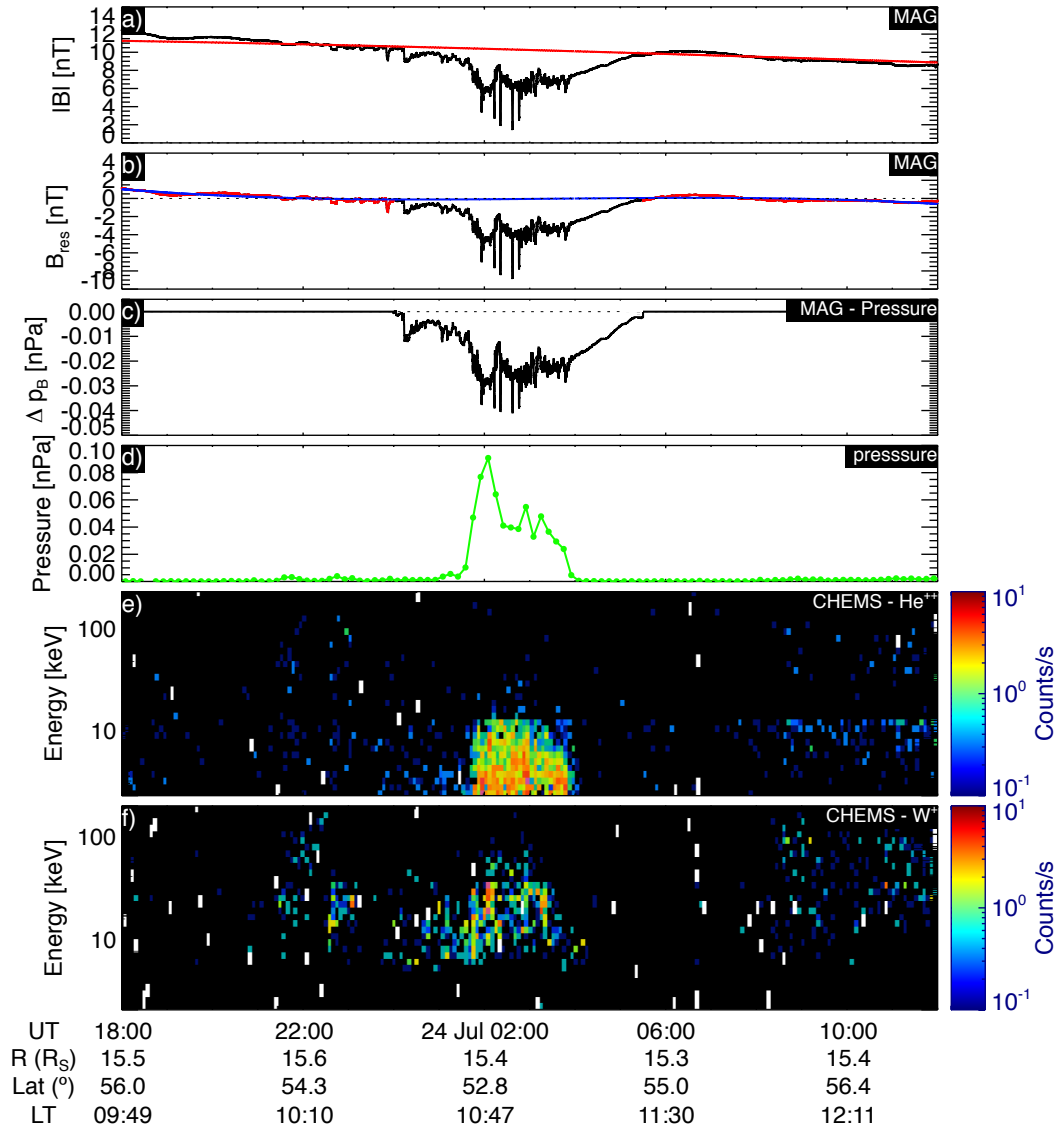 a)
MAG
|B| [nT]
14
12
10
8
6
4
2
0
b)
MAG
B_res [nT]
4
2
0
-2
-4
-6
-8
-10
c)
MAG - Pressure
Δ p_B [nPa]
0.00
-0.01
-0.02
-0.03
-0.04
-0.05
d)
presssure
Pressure [nPa]
0.10
0.08
0.06
0.04
0.02
0.00
e)
CHEMS - He⁺⁺
Energy [keV]
100
10
10¹
10⁰
10⁻¹
Counts/s
f)
CHEMS - W⁺
Energy [keV]
100
10
10¹
10⁰
10⁻¹
Counts/s
UT 18:00 22:00 24 Jul 02:00 06:00 10:00
R (R_S) 15.5 15.6 15.4 15.3 15.4
Lat (º) 56.0 54.3 52.8 55.0 56.4
LT 09:49 10:10 10:47 11:30 12:11